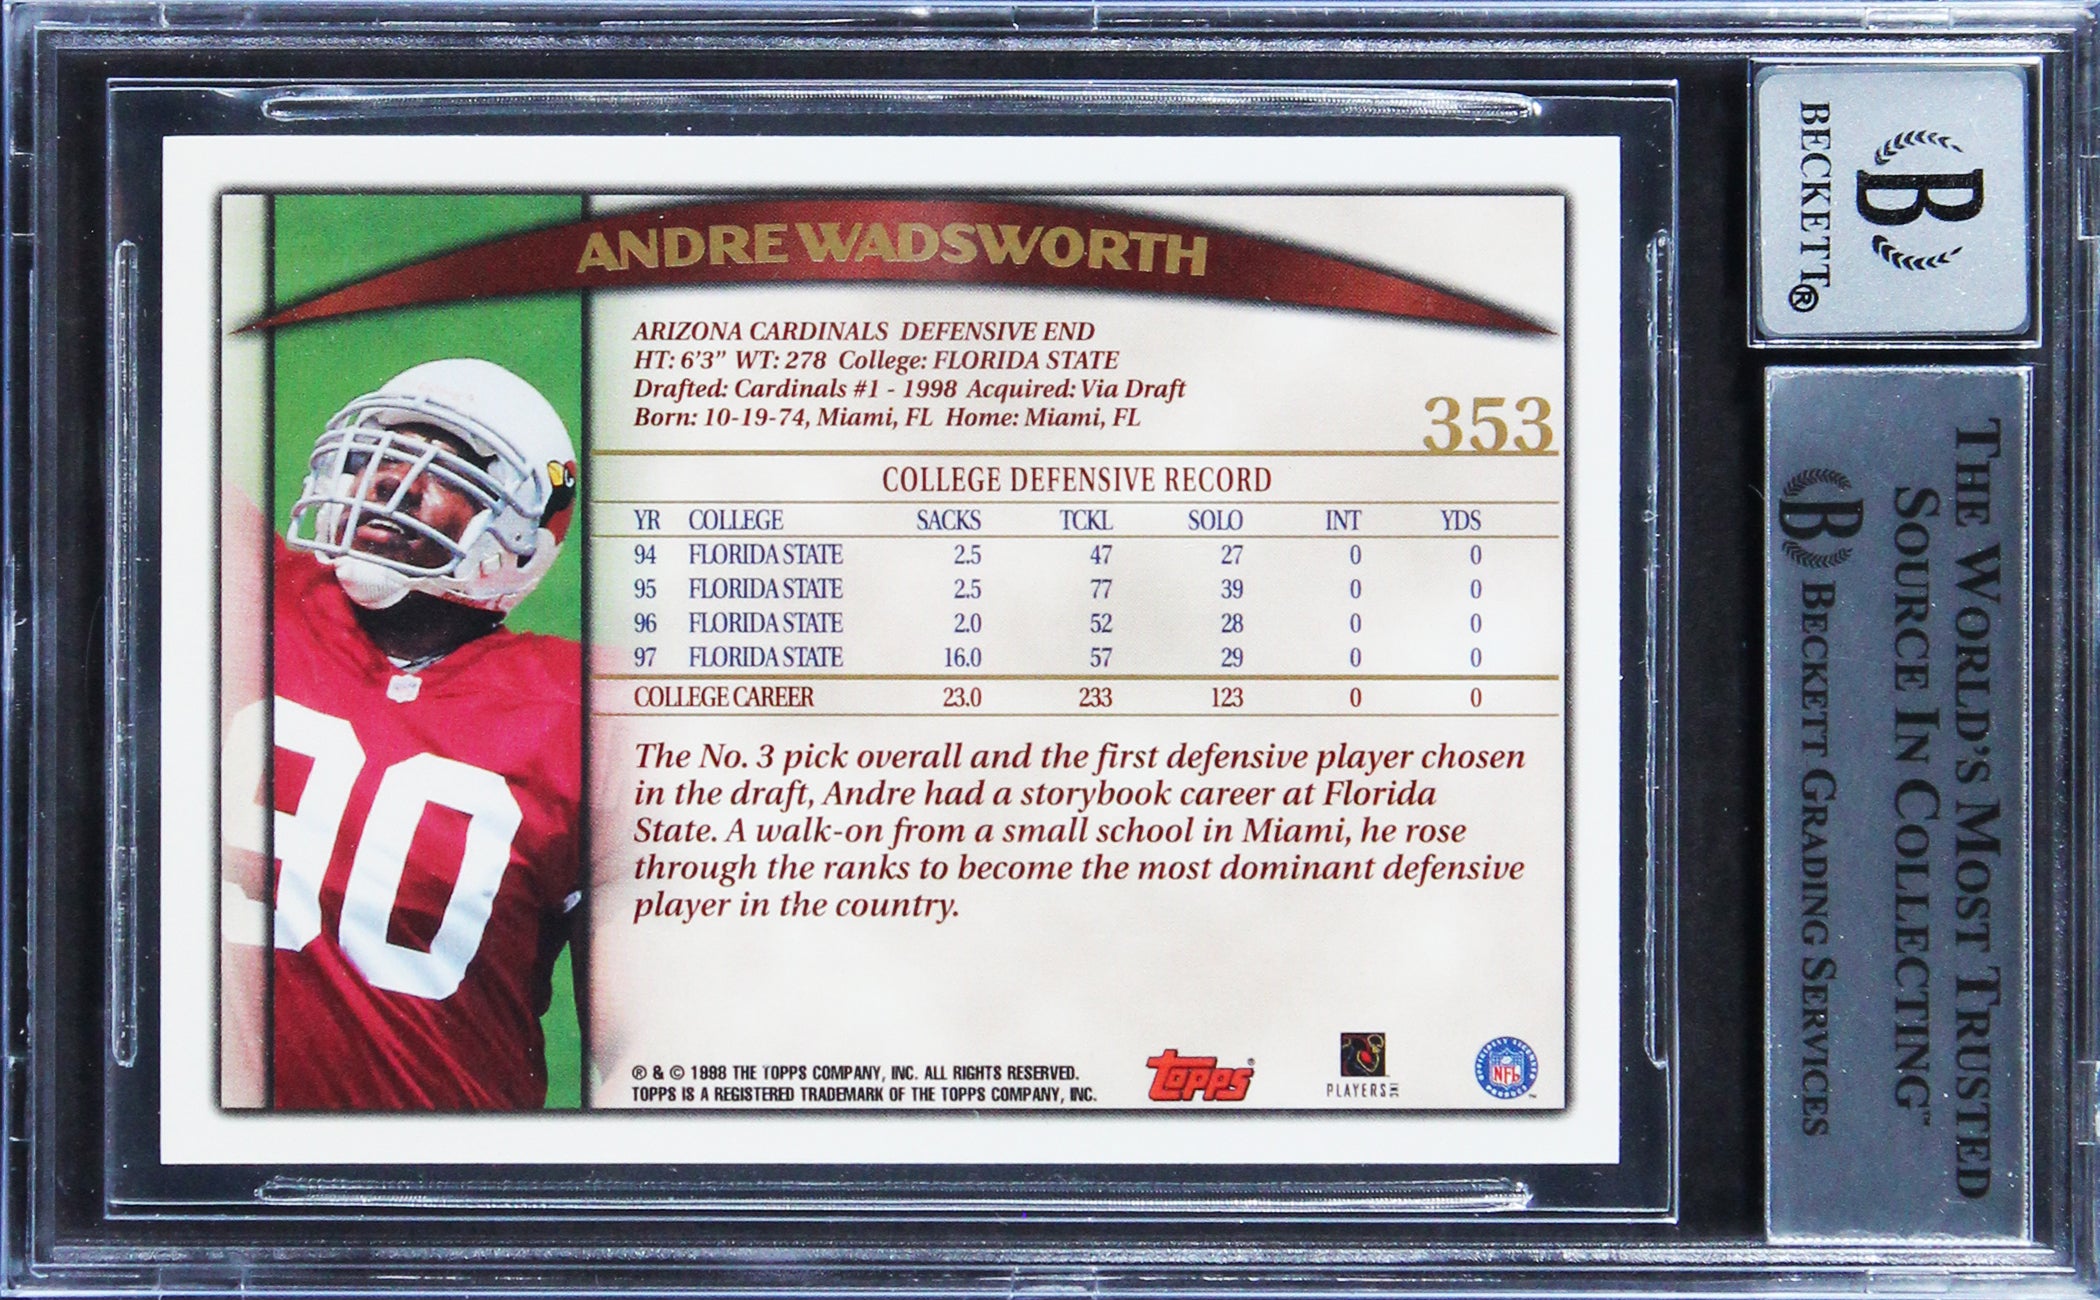 ANDRE WADSWORTH
ARIZONA CARDINALS DEFENSIVE END
HT: 6'3" WT: 278 College: FLORIDA STATE
Drafted: Cardinals #1 - 1998 Acquired: Via Draft
Born: 10-19-74, Miami, FL Home: Miami, FL
353
COLLEGE DEFENSIVE RECORD
YR COLLEGE SACKS TCKL SOLO INT YDS
94 FLORIDA STATE 2.5 47 27 0 0
95 FLORIDA STATE 2.5 77 39 0 0
96 FLORIDA STATE 2.0 52 28 0 0
97 FLORIDA STATE 16.0 57 29 0 0
COLLEGE CAREER 23.0 233 123 0 0
The No. 3 pick overall and the first defensive player chosen
in the draft, Andre had a storybook career at Florida
State. A walk-on from a small school in Miami, he rose
through the ranks to become the most dominant defensive
player in the country.
® & © 1998 THE TOPPS COMPANY, INC. ALL RIGHTS RESERVED.
TOPPS IS A REGISTERED TRADEMARK OF THE TOPPS COMPANY, INC.
topps®
PLAYERS INC
NFL
90
B
BECKETT®
THE WORLD'S MOST TRUSTED
SOURCE IN COLLECTING™
B BECKETT GRADING SERVICES